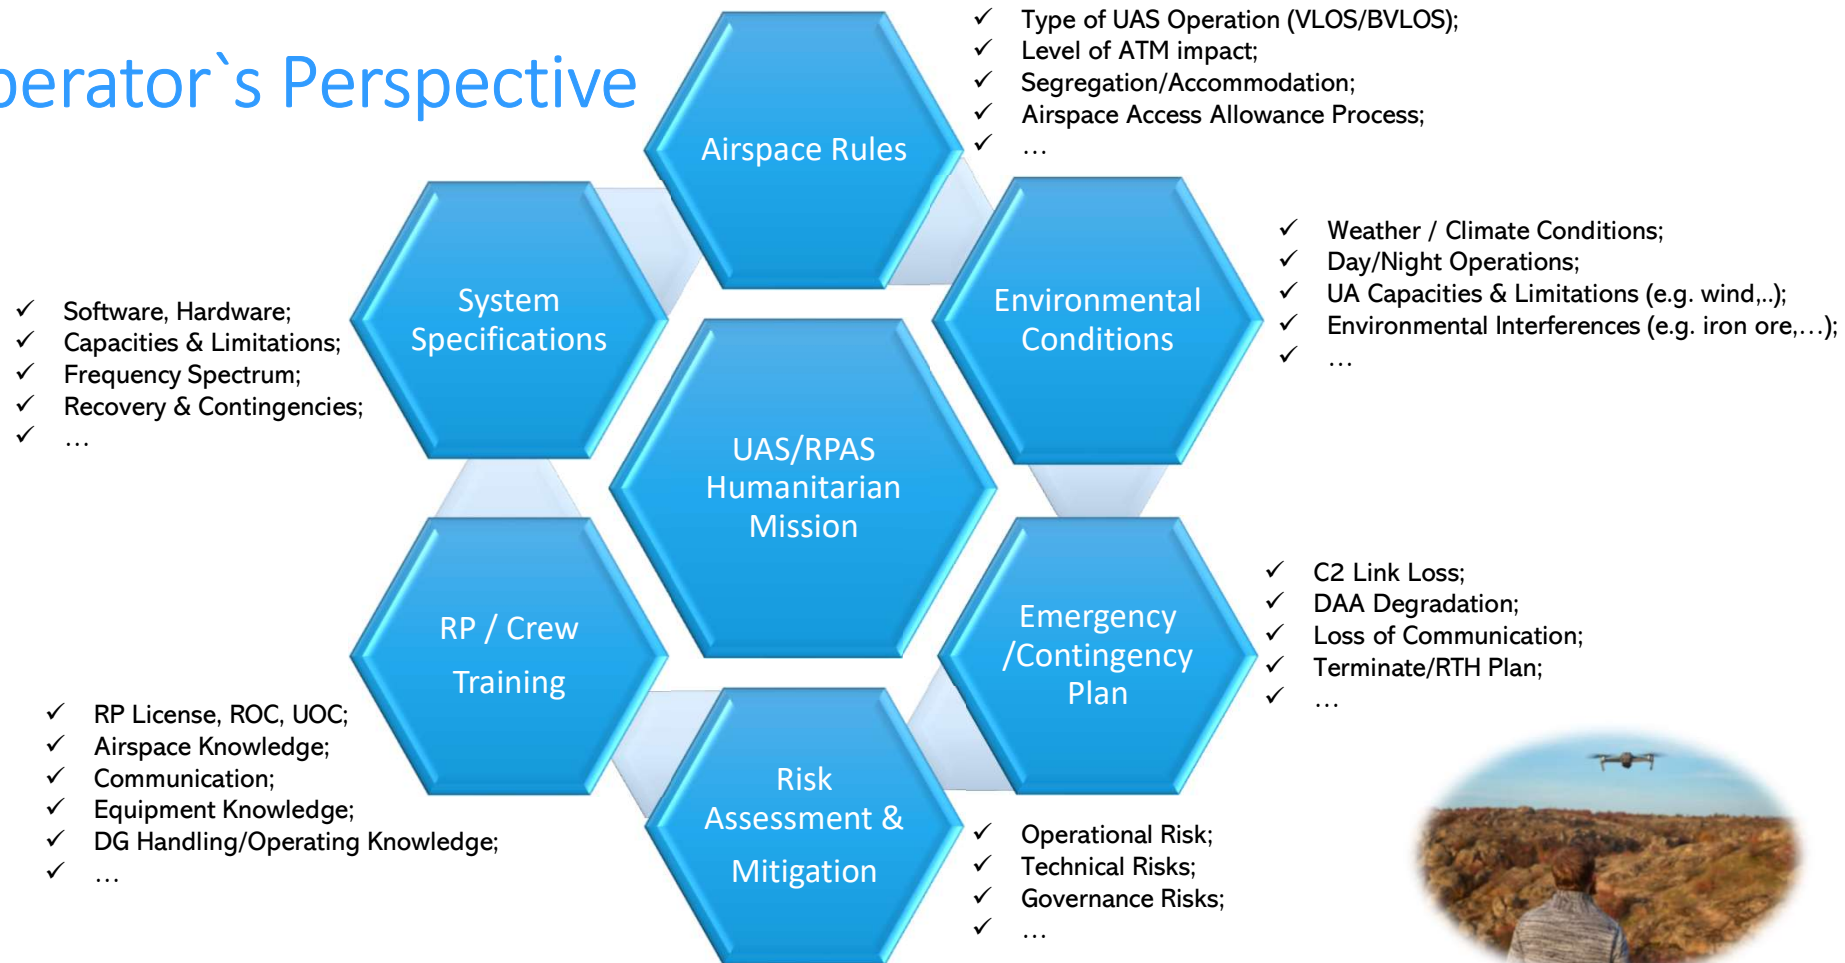 perator`s Perspective
Airspace Rules
✓ Type of UAS Operation (VLOS/BVLOS);
✓ Level of ATM impact;
✓ Segregation/Accommodation;
✓ Airspace Access Allowance Process;
✓ …
Environmental
Conditions
✓ Weather / Climate Conditions;
✓ Day/Night Operations;
✓ UA Capacities & Limitations (e.g. wind,..);
✓ Environmental Interferences (e.g. iron ore,…);
✓ …
System
Specifications
✓ Software, Hardware;
✓ Capacities & Limitations;
✓ Frequency Spectrum;
✓ Recovery & Contingencies;
✓ …
UAS/RPAS
Humanitarian
Mission
Emergency
/Contingency
Plan
✓ C2 Link Loss;
✓ DAA Degradation;
✓ Loss of Communication;
✓ Terminate/RTH Plan;
✓ …
RP / Crew
Training
✓ RP License, ROC, UOC;
✓ Airspace Knowledge;
✓ Communication;
✓ Equipment Knowledge;
✓ DG Handling/Operating Knowledge;
✓ …
Risk
Assessment &
Mitigation
✓ Operational Risk;
✓ Technical Risks;
✓ Governance Risks;
✓ …